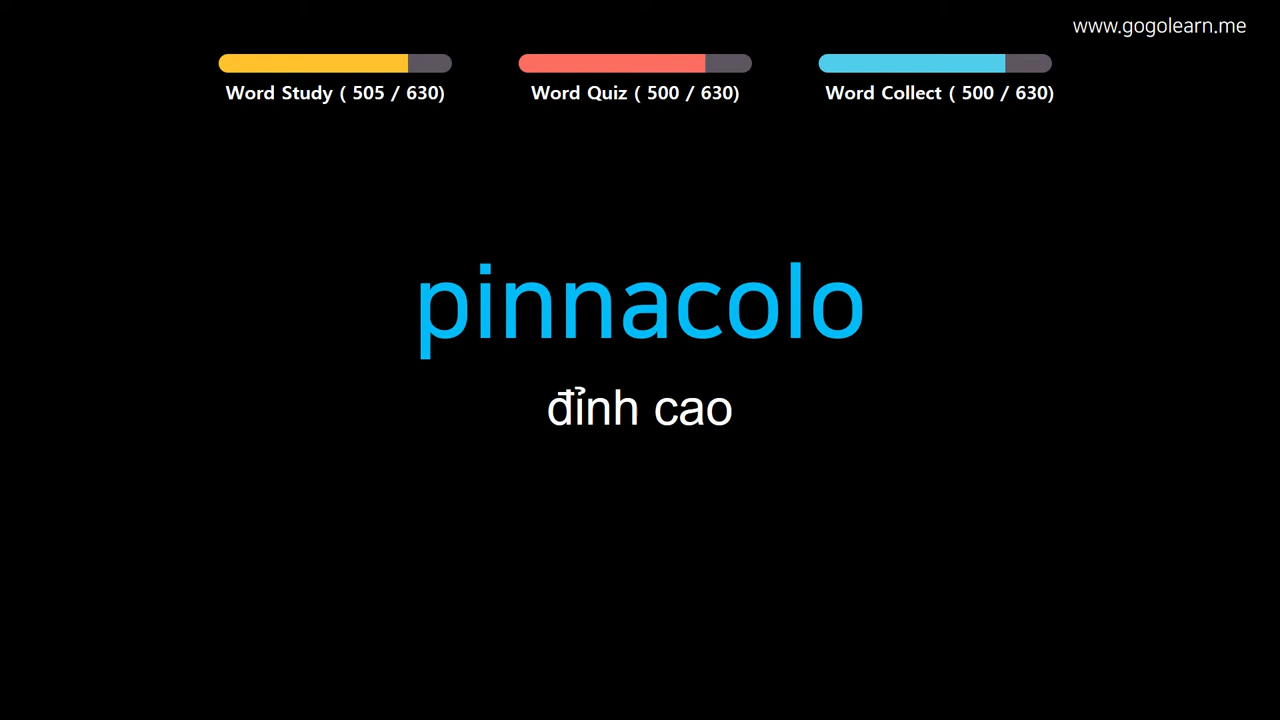 www.gogolearn.me
Word Study ( 505 / 630)
Word Quiz ( 500 / 630)
Word Collect ( 500 / 630)
pinnacolo
đỉnh cao